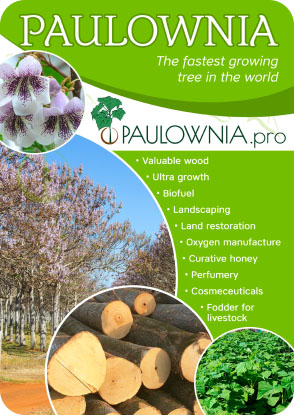 PAULOWNIA
The fastest growing
tree in the world
PAULOWNIA.pro
• Valuable wood
• Ultra growth
• Biofuel
• Landscaping
• Land restoration
• Oxygen manufacture
• Curative honey
• Perfumery
• Cosmeceuticals
• Fodder for
livestock